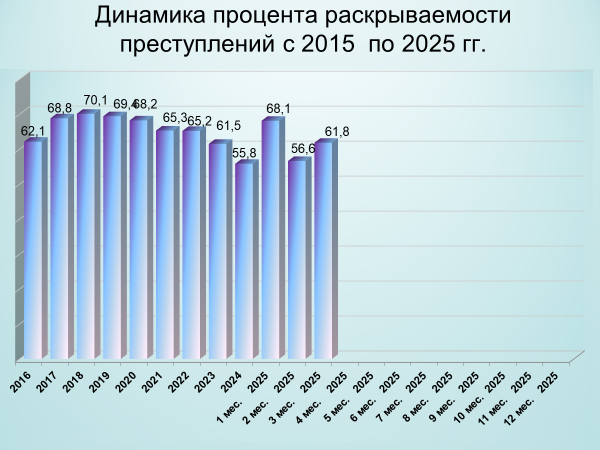 Динамика процента раскрываемости
преступлений с 2015 по 2025 гг.
62,1
68,8
70,1
69,4
68,2
65,3
65,2
61,5
55,8
68,1
56,6
61,8
2016
2017
2018
2019
2020
2021
2022
2023
2024
1 мес. 2025
2 мес. 2025
3 мес. 2025
4 мес. 2025
5 мес. 2025
6 мес. 2025
7 мес. 2025
8 мес. 2025
9 мес. 2025
10 мес. 2025
11 мес. 2025
12 мес. 2025